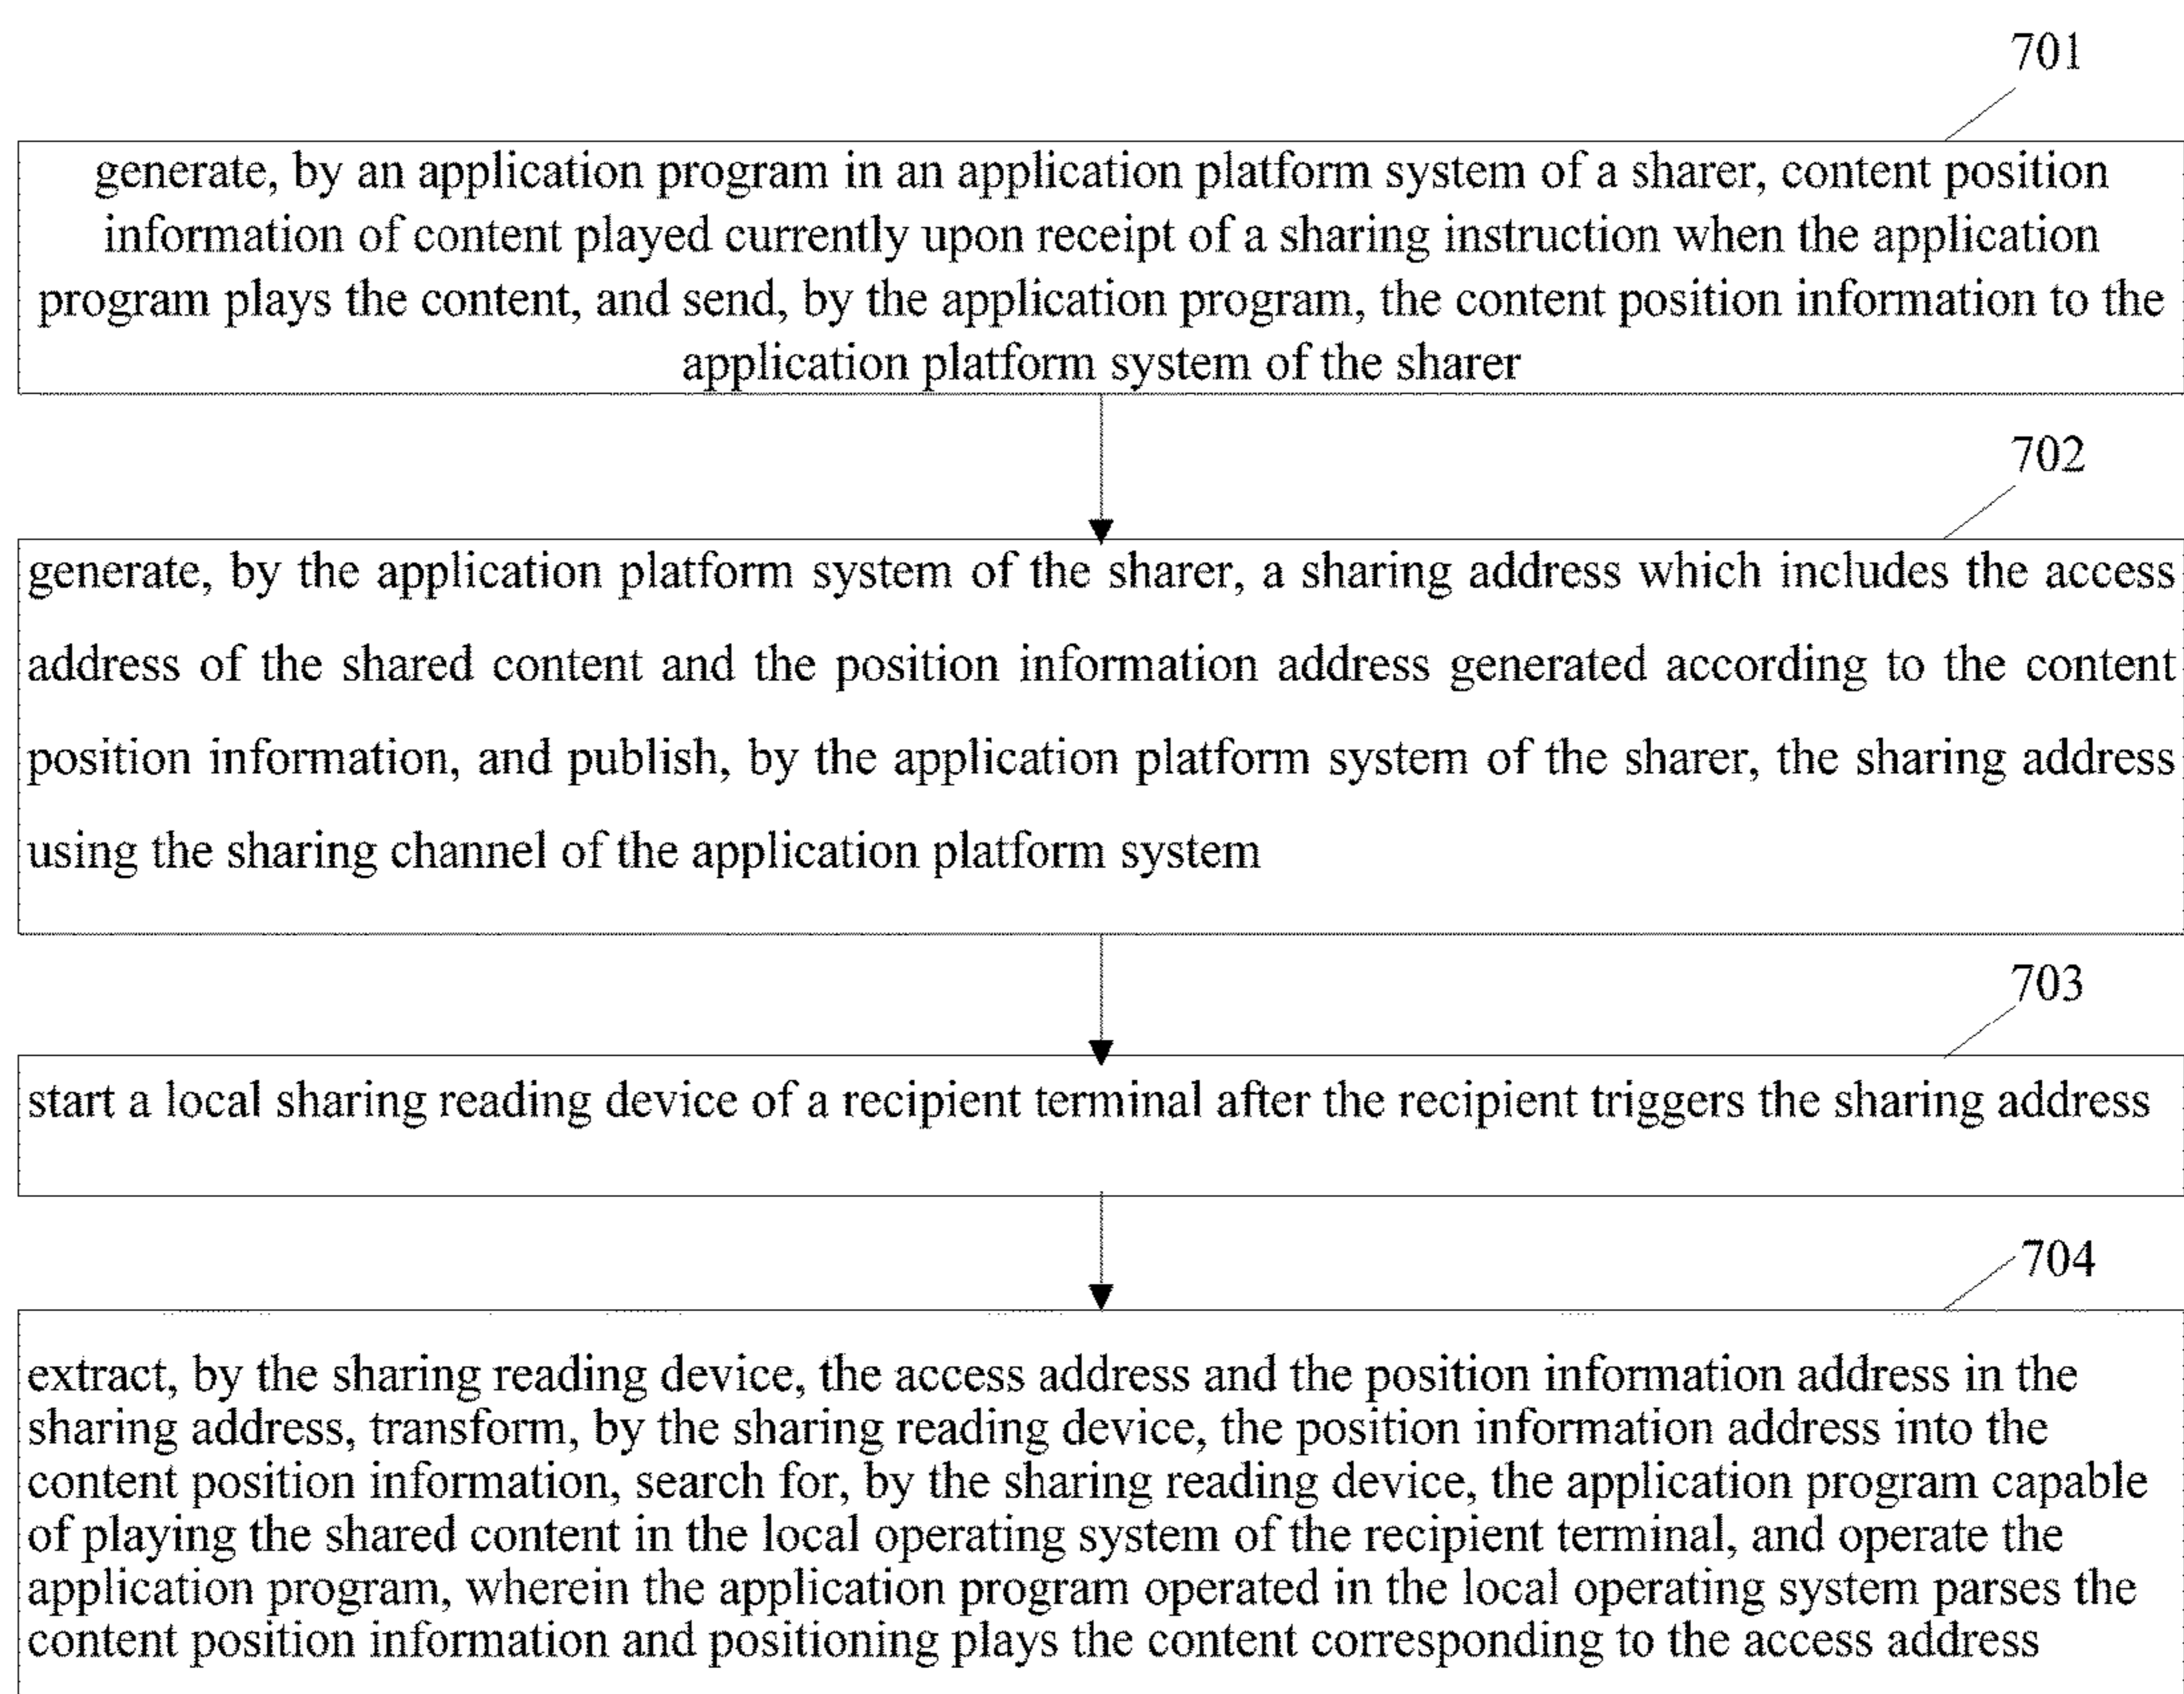 701
generate, by an application program in an application platform system of a sharer, content position
information of content played currently upon receipt of a sharing instruction when the application
program plays the content, and send, by the application program, the content position information to the
application platform system of the sharer
702
generate, by the application platform system of the sharer, a sharing address which includes the access
address of the shared content and the position information address generated according to the content
position information, and publish, by the application platform system of the sharer, the sharing address
using the sharing channel of the application platform system
703
start a local sharing reading device of a recipient terminal after the recipient triggers the sharing address
704
extract, by the sharing reading device, the access address and the position information address in the
sharing address, transform, by the sharing reading device, the position information address into the
content position information, search for, by the sharing reading device, the application program capable
of playing the shared content in the local operating system of the recipient terminal, and operate the
application program, wherein the application program operated in the local operating system parses the
content position information and positioning plays the content corresponding to the access address